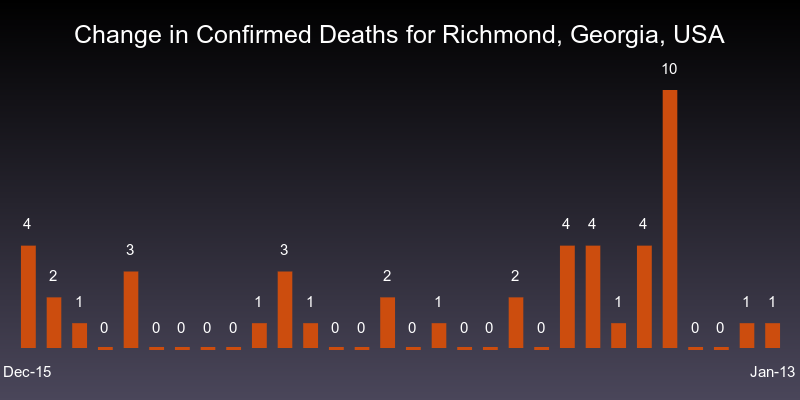 Change in Confirmed Deaths for Richmond, Georgia, USA
10
4 4 4 4
3 3
2 2 2
1 1 1 1 1 1 1
0 0 0 0 0 0 0 0 0 0 0 0 0
Dec-15 Jan-13